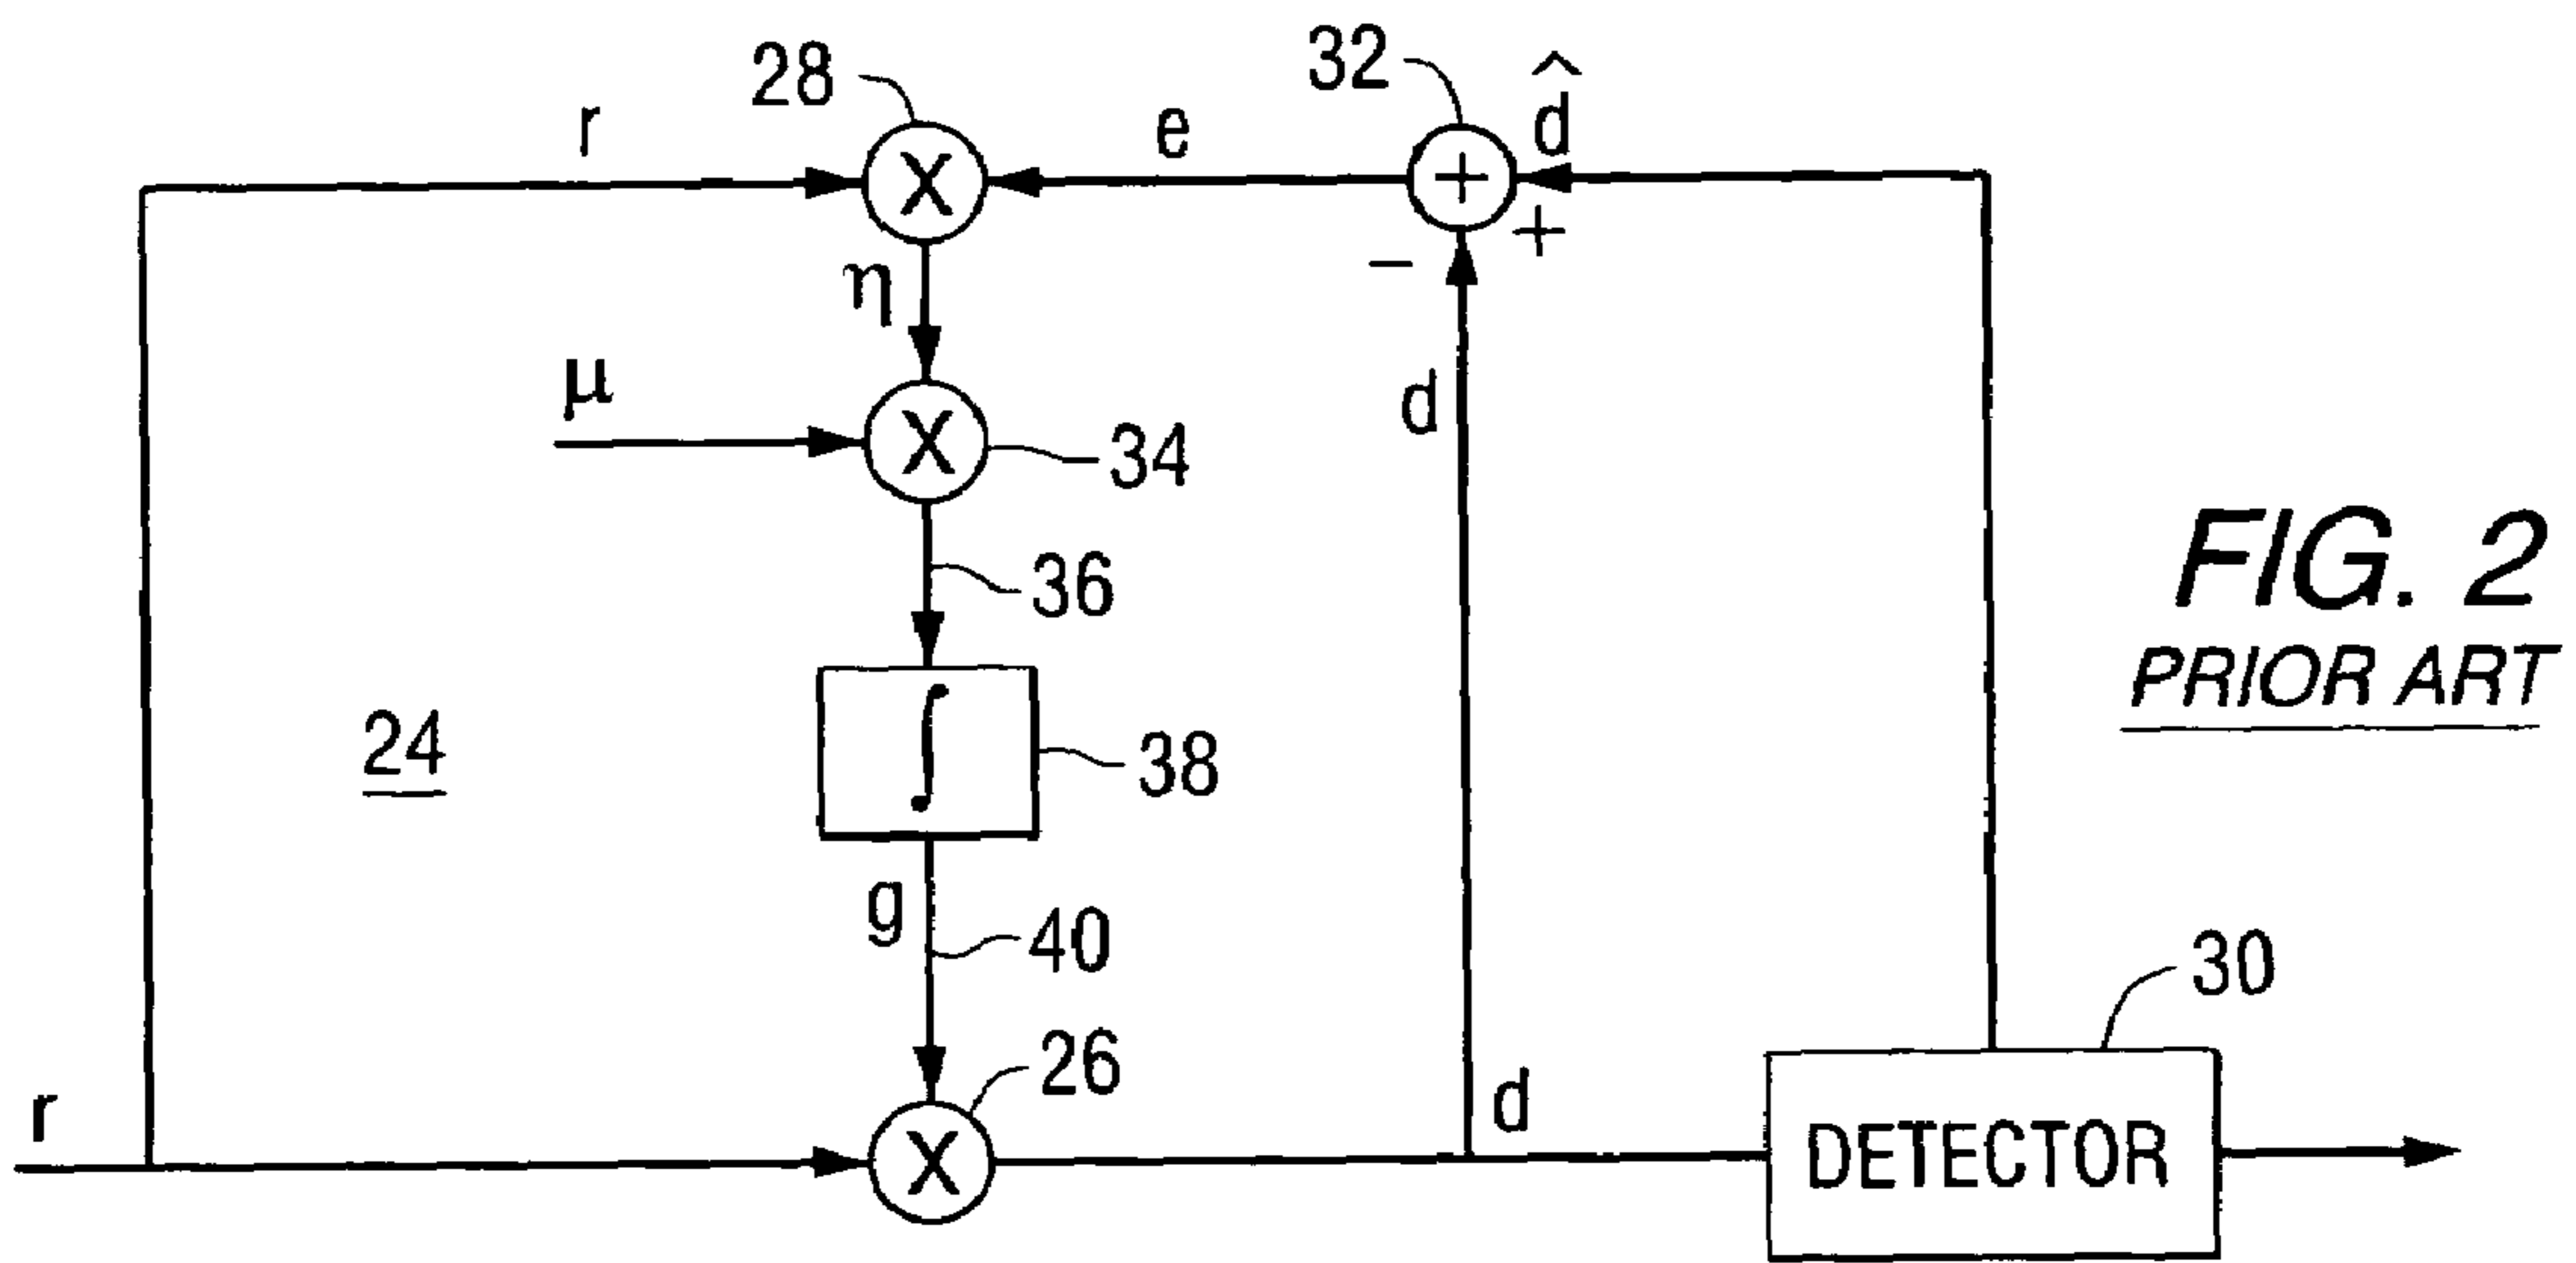 28
32
d̂
r
e
X
+
+
η
−
μ
d
X
34
FIG. 2
36
PRIOR ART
∫
24
38
g
40
30
26
r
d
X
DETECTOR